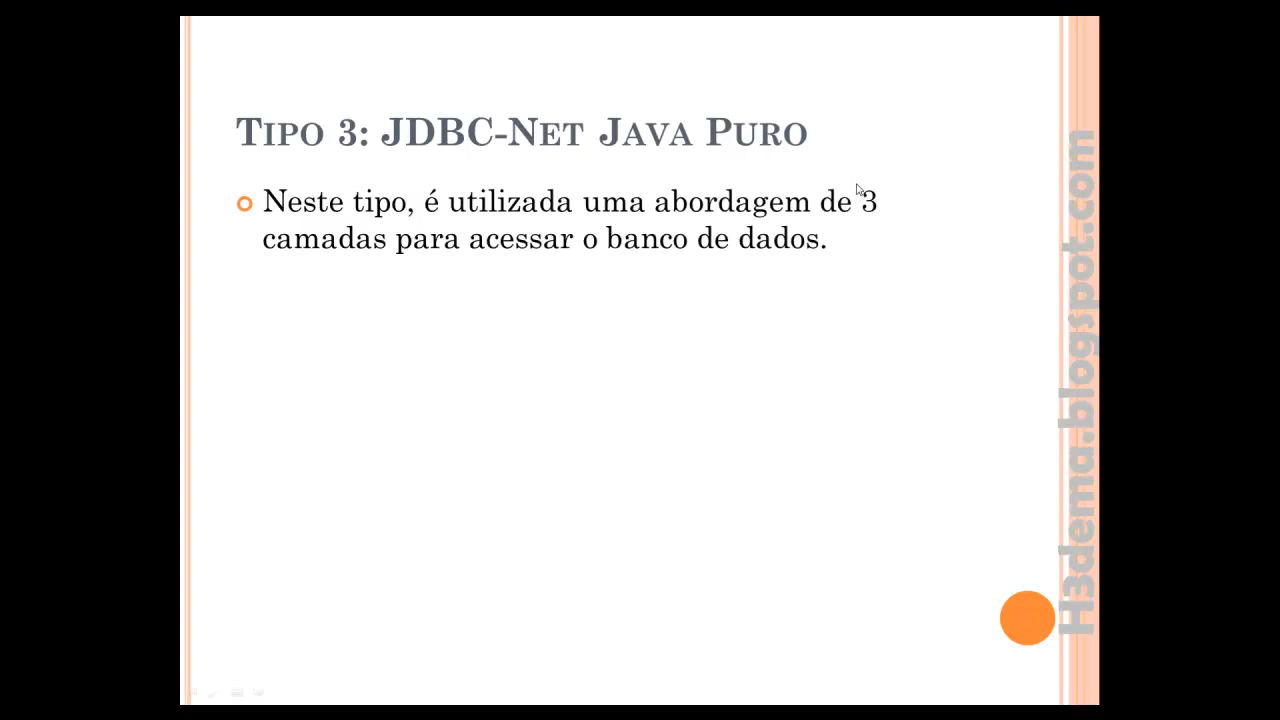 Tipo 3: JDBC-Net Java Puro
Neste tipo, é utilizada uma abordagem de 3
camadas para acessar o banco de dados.
H3dema.blogspot.com